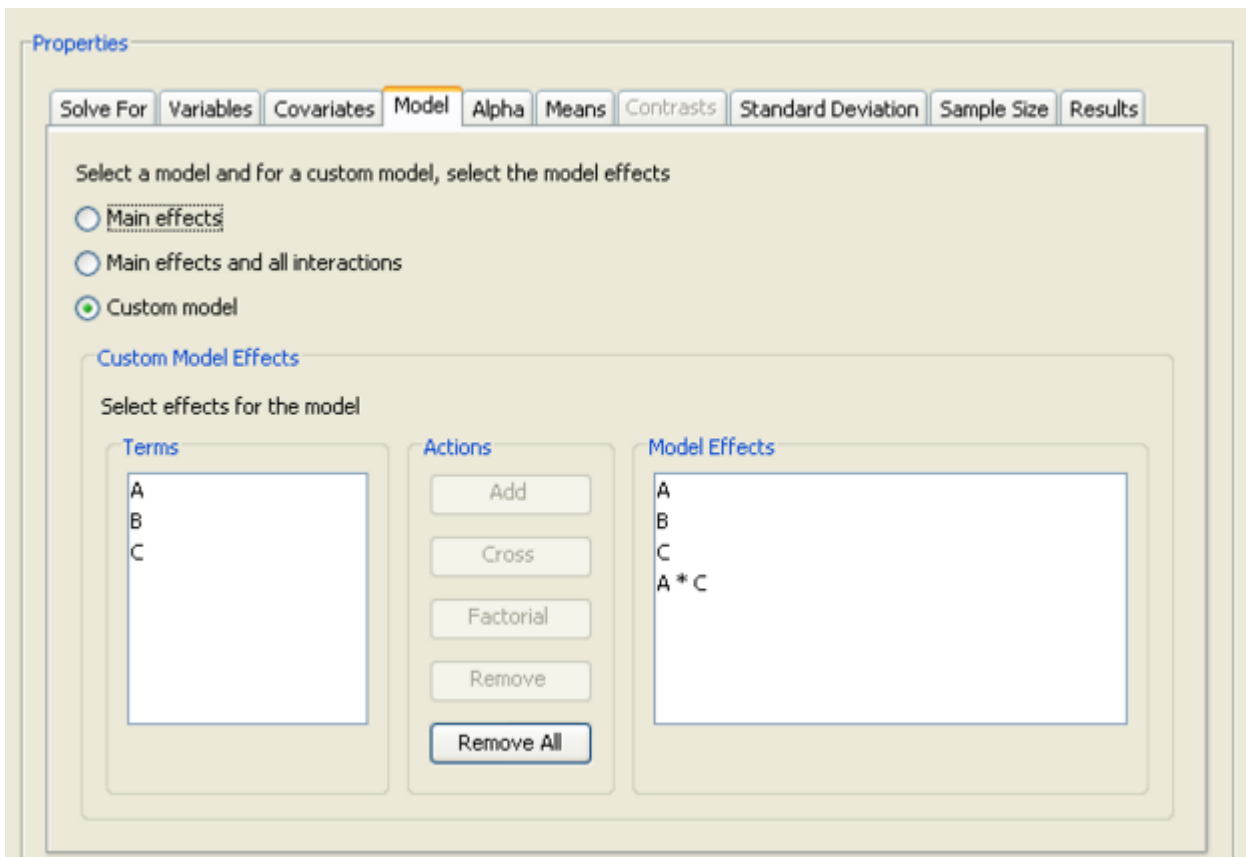 Properties
Solve For Variables Covariates Model Alpha Means Contrasts Standard Deviation Sample Size Results
Select a model and for a custom model, select the model effects
Main effects
Main effects and all interactions
Custom model
Custom Model Effects
Select effects for the model
Terms
A
B
C
Actions
Add
Cross
Factorial
Remove
Remove All
Model Effects
A
B
C
A * C